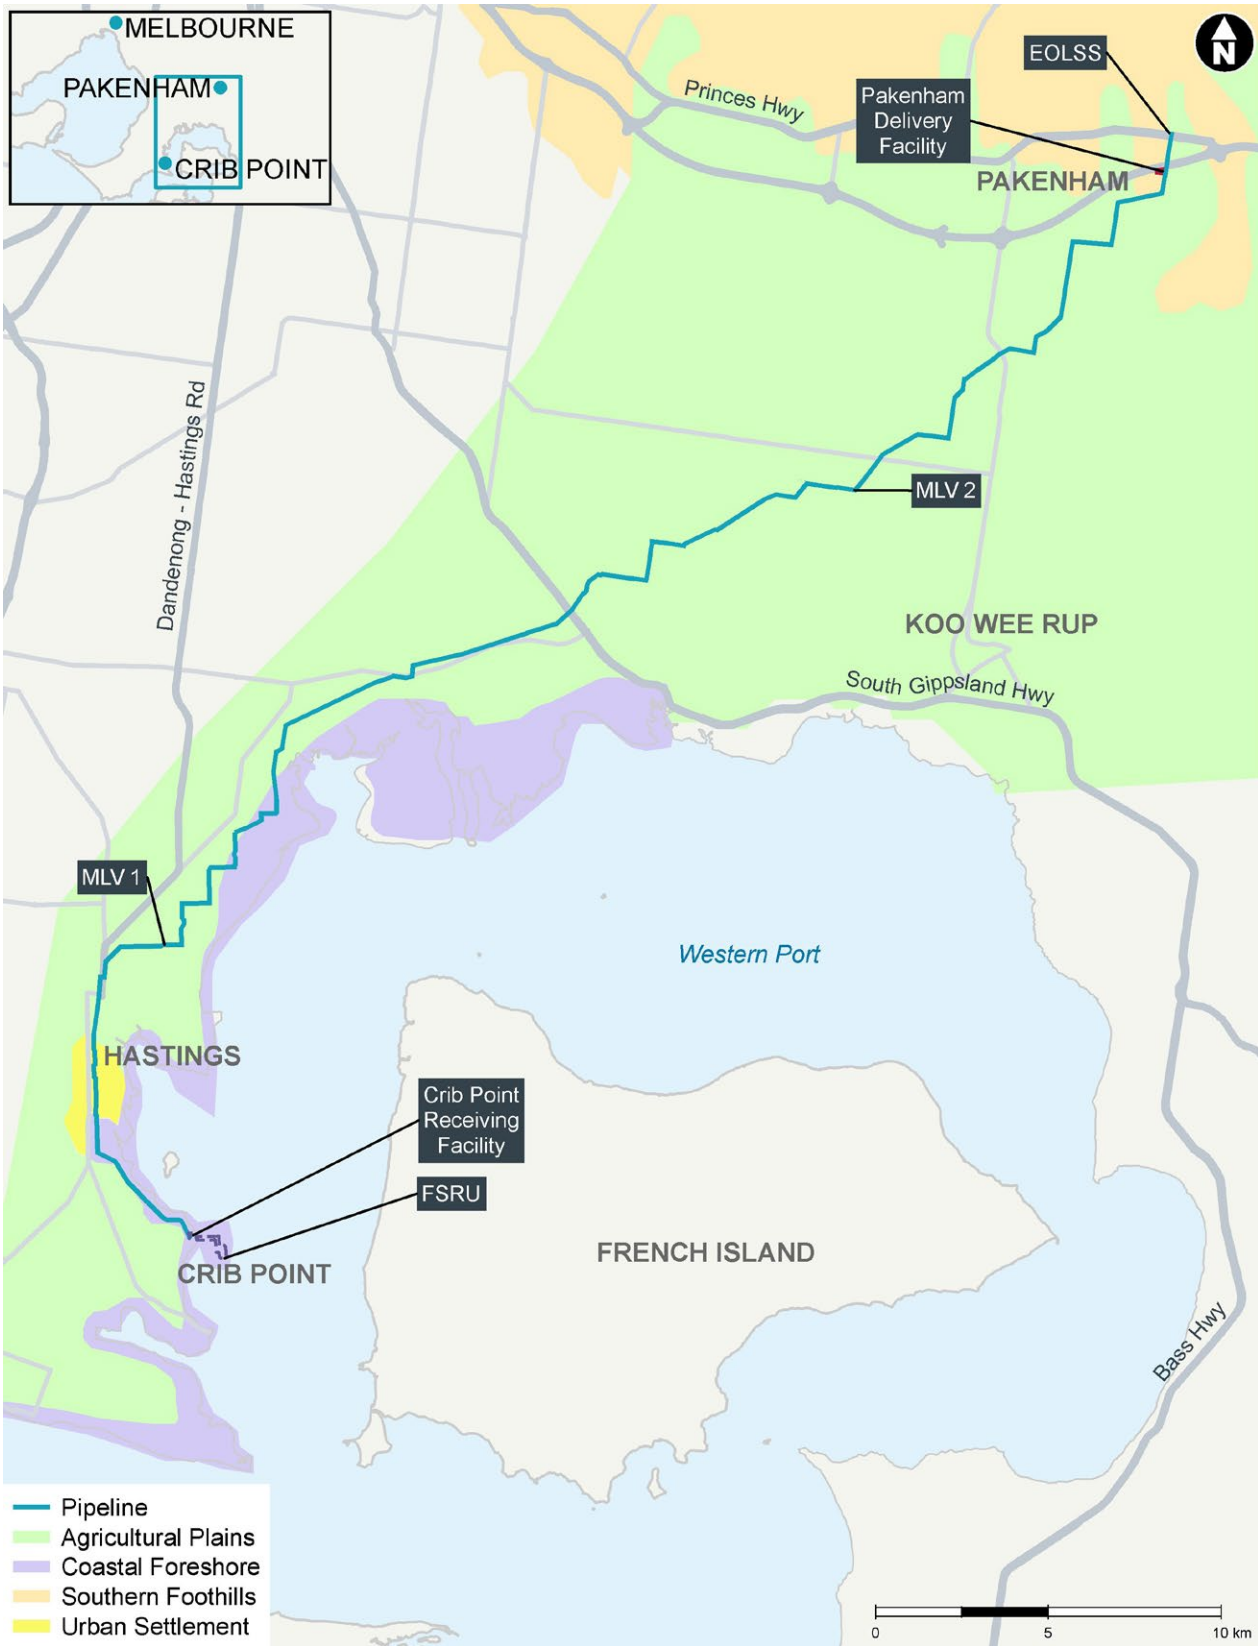 MELBOURNE
PAKENHAM
CRIB POINT
N
EOLSS
Princes Hwy
Pakenham
Delivery
Facility
PAKENHAM
Dandenong - Hastings Rd
MLV 2
KOO WEE RUP
South Gippsland Hwy
MLV 1
Western Port
HASTINGS
Crib Point
Receiving
Facility
FSRU
FRENCH ISLAND
CRIB POINT
Bass Hwy
Pipeline
Agricultural Plains
Coastal Foreshore
Southern Foothills
Urban Settlement
0 5 10 km